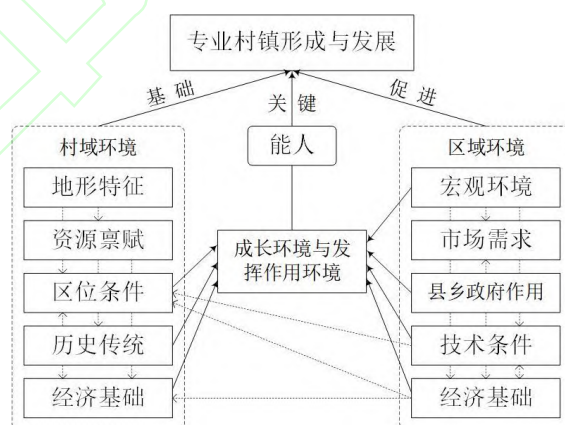 专业村镇形成与发展
基础
关键
促进
能人
村域环境
地形特征
资源禀赋
区位条件
历史传统
经济基础
成长环境与发
挥作用环境
区域环境
宏观环境
市场需求
县乡政府作用
技术条件
经济基础